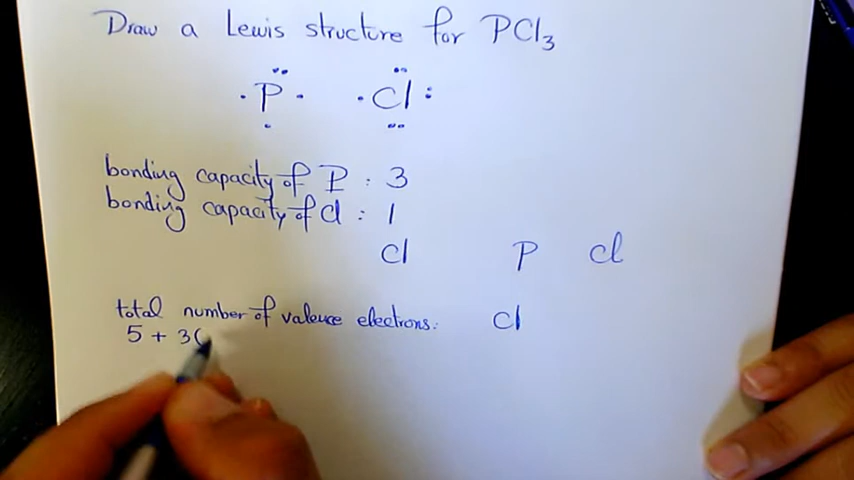 Draw a Lewis structure for PCl3
P Cl
bonding capacity of P : 3
bonding capacity of Cl : 1
Cl P Cl
total number of valence electrons: Cl
5 + 3(